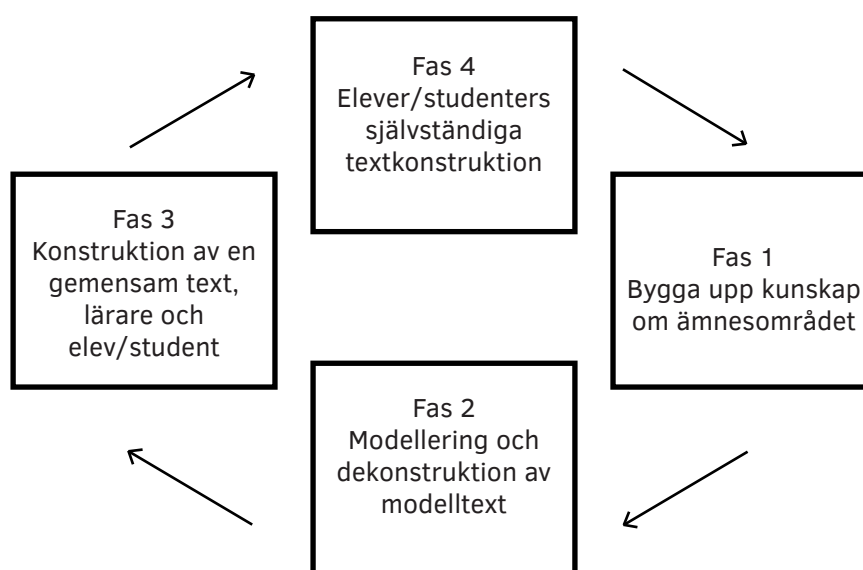 Fas 4
Elever/studenters
självständiga
textkonstruktion
Fas 3
Konstruktion av en
gemensam text,
lärare och
elev/student
Fas 1
Bygga upp kunskap
om ämnesområdet
Fas 2
Modellering och
dekonstruktion av
modelltext